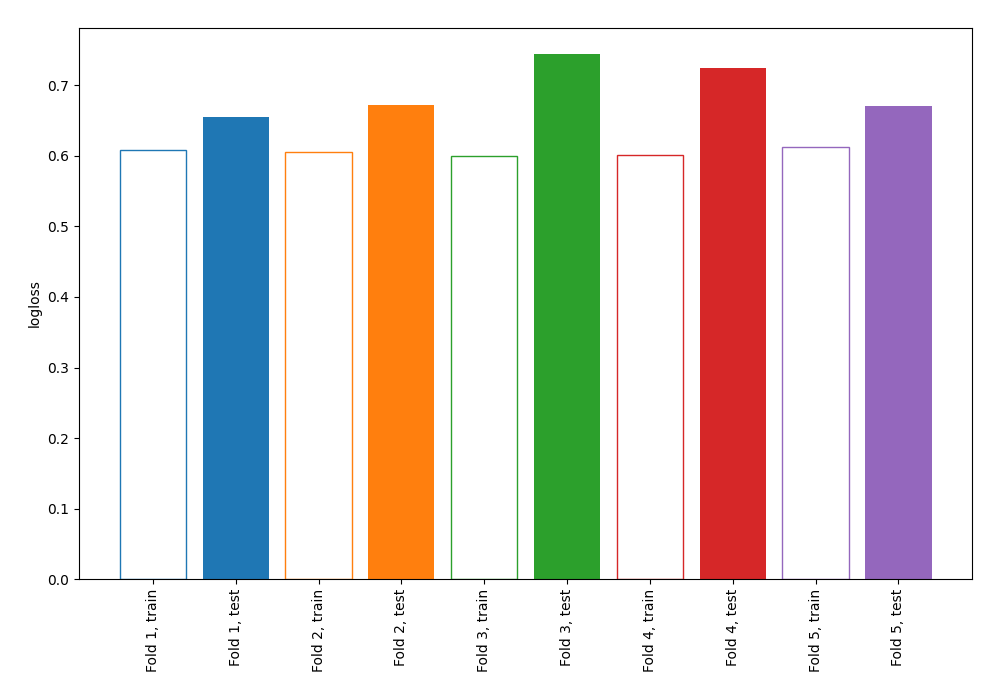 logloss
0.7
0.6
0.5
0.4
0.3
0.2
0.1
0.0
Fold 1, train
Fold 1, test
Fold 2, train
Fold 2, test
Fold 3, train
Fold 3, test
Fold 4, train
Fold 4, test
Fold 5, train
Fold 5, test